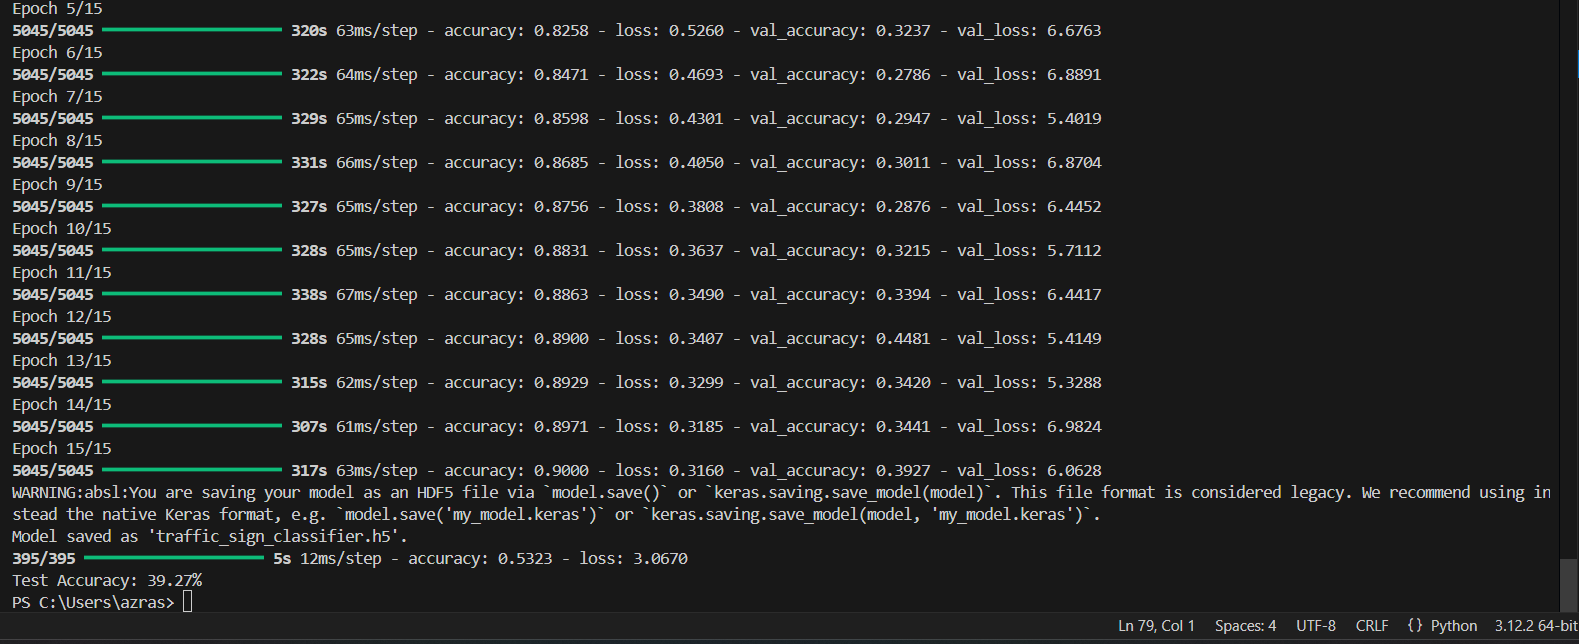 Epoch 5/15
5045/5045 320s 63ms/step - accuracy: 0.8258 - loss: 0.5260 - val_accuracy: 0.3237 - val_loss: 6.6763
Epoch 6/15
5045/5045 322s 64ms/step - accuracy: 0.8471 - loss: 0.4693 - val_accuracy: 0.2786 - val_loss: 6.8891
Epoch 7/15
5045/5045 329s 65ms/step - accuracy: 0.8598 - loss: 0.4301 - val_accuracy: 0.2947 - val_loss: 5.4019
Epoch 8/15
5045/5045 331s 66ms/step - accuracy: 0.8685 - loss: 0.4050 - val_accuracy: 0.3011 - val_loss: 6.8704
Epoch 9/15
5045/5045 327s 65ms/step - accuracy: 0.8756 - loss: 0.3808 - val_accuracy: 0.2876 - val_loss: 6.4452
Epoch 10/15
5045/5045 328s 65ms/step - accuracy: 0.8831 - loss: 0.3637 - val_accuracy: 0.3215 - val_loss: 5.7112
Epoch 11/15
5045/5045 338s 67ms/step - accuracy: 0.8863 - loss: 0.3490 - val_accuracy: 0.3394 - val_loss: 6.4417
Epoch 12/15
5045/5045 328s 65ms/step - accuracy: 0.8900 - loss: 0.3407 - val_accuracy: 0.4481 - val_loss: 5.4149
Epoch 13/15
5045/5045 315s 62ms/step - accuracy: 0.8929 - loss: 0.3299 - val_accuracy: 0.3420 - val_loss: 5.3288
Epoch 14/15
5045/5045 307s 61ms/step - accuracy: 0.8971 - loss: 0.3185 - val_accuracy: 0.3441 - val_loss: 6.9824
Epoch 15/15
5045/5045 317s 63ms/step - accuracy: 0.9000 - loss: 0.3160 - val_accuracy: 0.3927 - val_loss: 6.0628
WARNING:absl:You are saving your model as an HDF5 file via `model.save()` or `keras.saving.save_model(model)`. This file format is considered legacy. We recommend using in
stead the native Keras format, e.g. `model.save('my_model.keras')` or `keras.saving.save_model(model, 'my_model.keras')`.
Model saved as 'traffic_sign_classifier.h5'.
395/395 5s 12ms/step - accuracy: 0.5323 - loss: 3.0670
Test Accuracy: 39.27%
PS C:\Users\azras>
Ln 79, Col 1 Spaces: 4 UTF-8 CRLF {} Python 3.12.2 64-bit